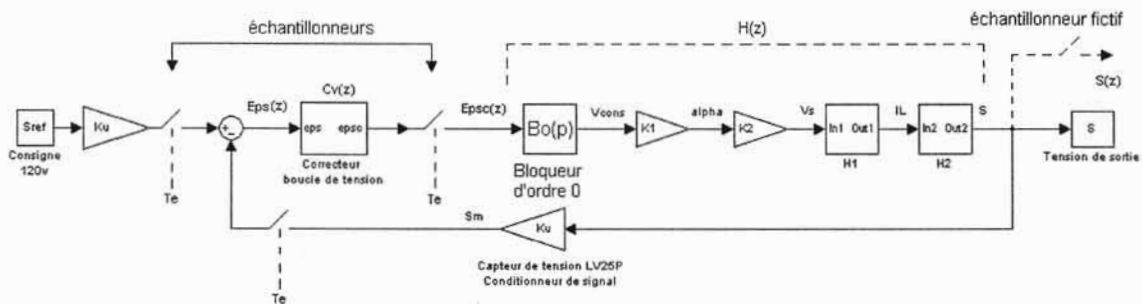 échantillonneurs
H(z)
échantillonneur fictif
S(z)
Sref
Consigne
120v
Ku
Te
Eps(z)
Cv(z)
eps epsc
Correcteur
boucle de tension
Te
Epsc(z)
Bo(p)
Bloqueur
d'ordre 0
Vcons
K1
alpha
K2
Vs
In1 Out1
H1
IL
In2 Out2
H2
S
S
Tension de sortie
Te
Sm
Ku
Capteur de tension LV25P
Conditionneur de signal